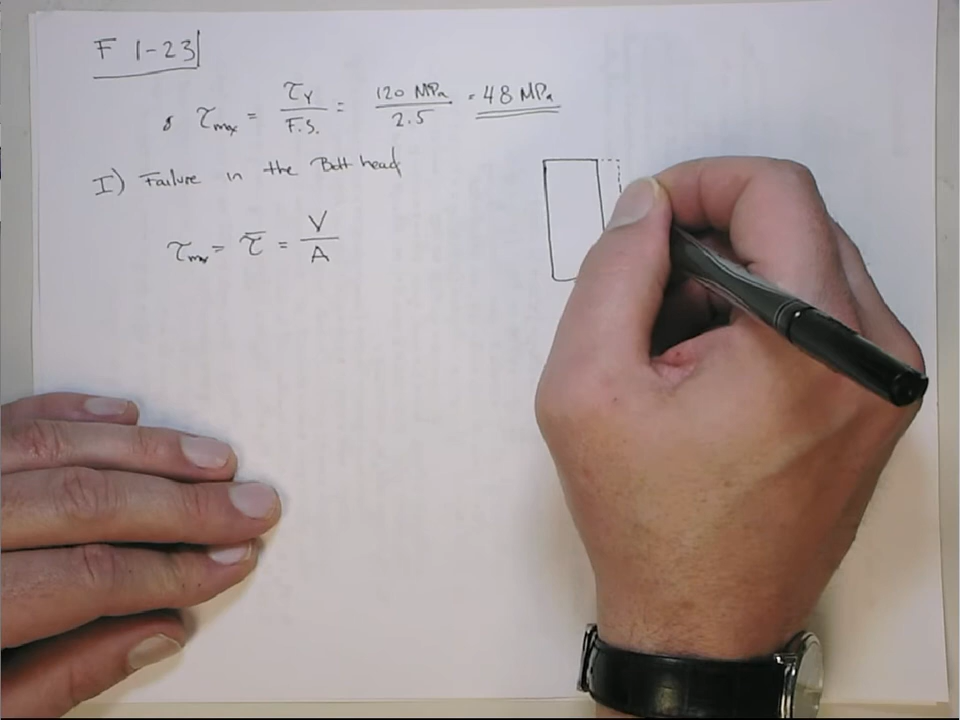 F 1-23
& τmax = τY / F.S. = 120 MPa / 2.5 = 48 MPa
I) Failure in the Bolt head
τmax = τ̄ = V / A